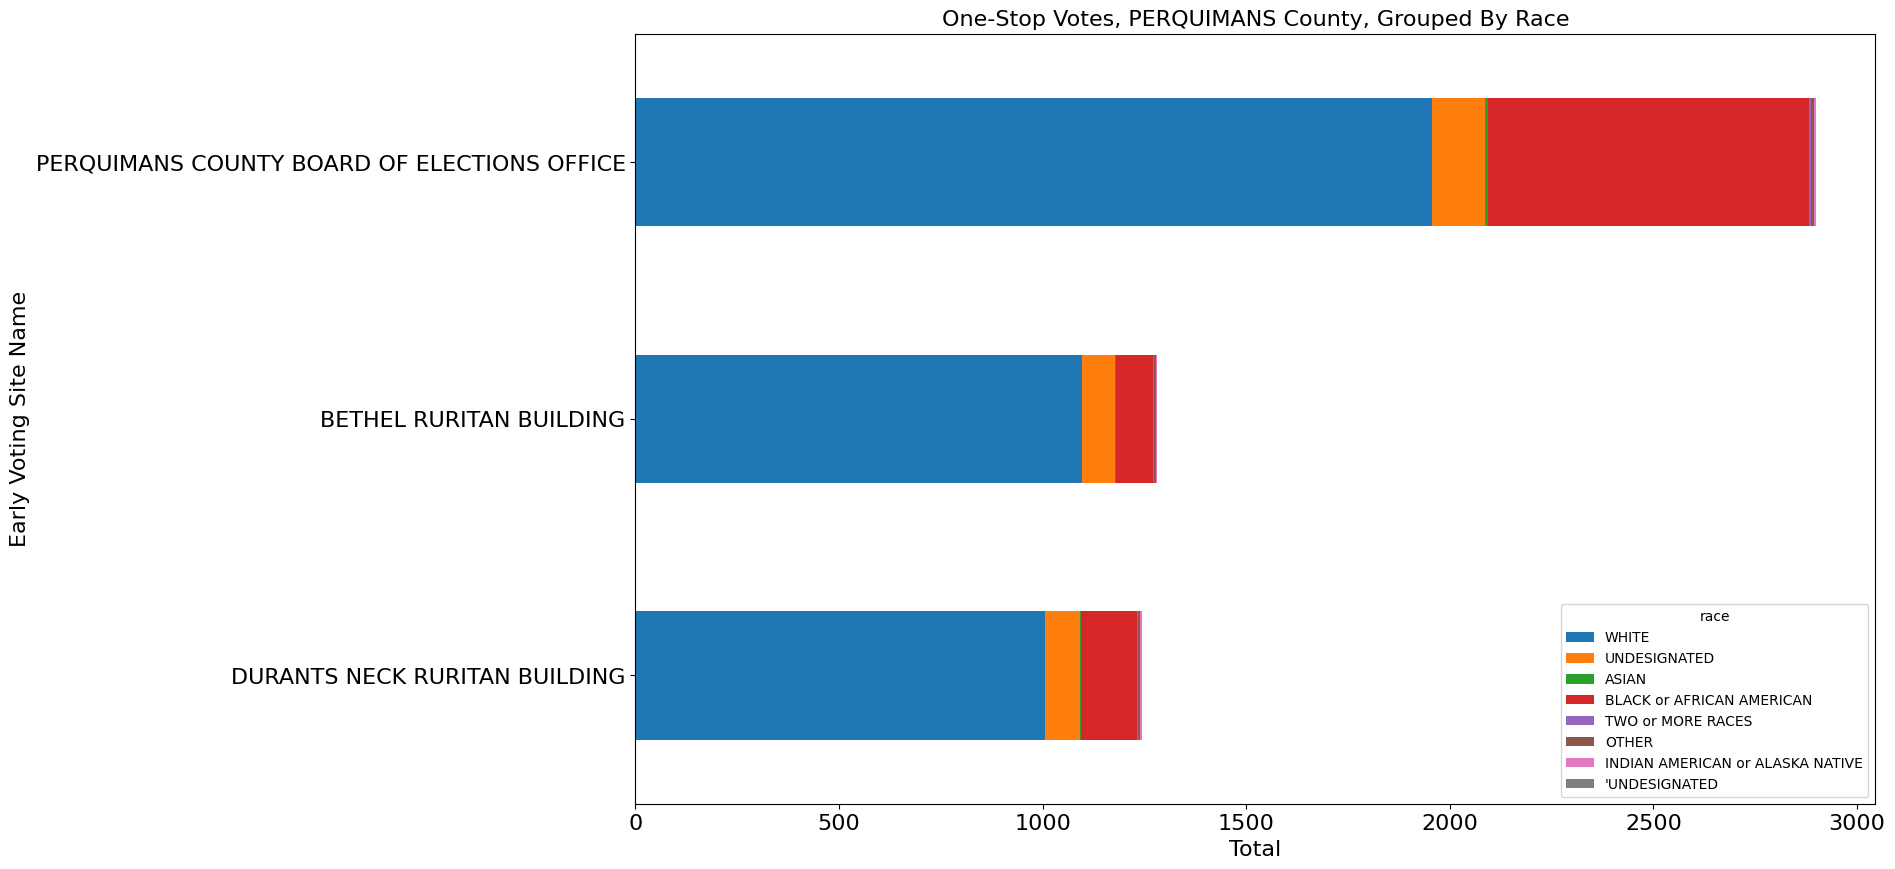 One-Stop Votes, PERQUIMANS County, Grouped By Race
Early Voting Site Name
PERQUIMANS COUNTY BOARD OF ELECTIONS OFFICE
BETHEL RURITAN BUILDING
DURANTS NECK RURITAN BUILDING
race
WHITE
UNDESIGNATED
ASIAN
BLACK or AFRICAN AMERICAN
TWO or MORE RACES
OTHER
INDIAN AMERICAN or ALASKA NATIVE
'UNDESIGNATED
0 500 1000 1500 2000 2500 3000
Total